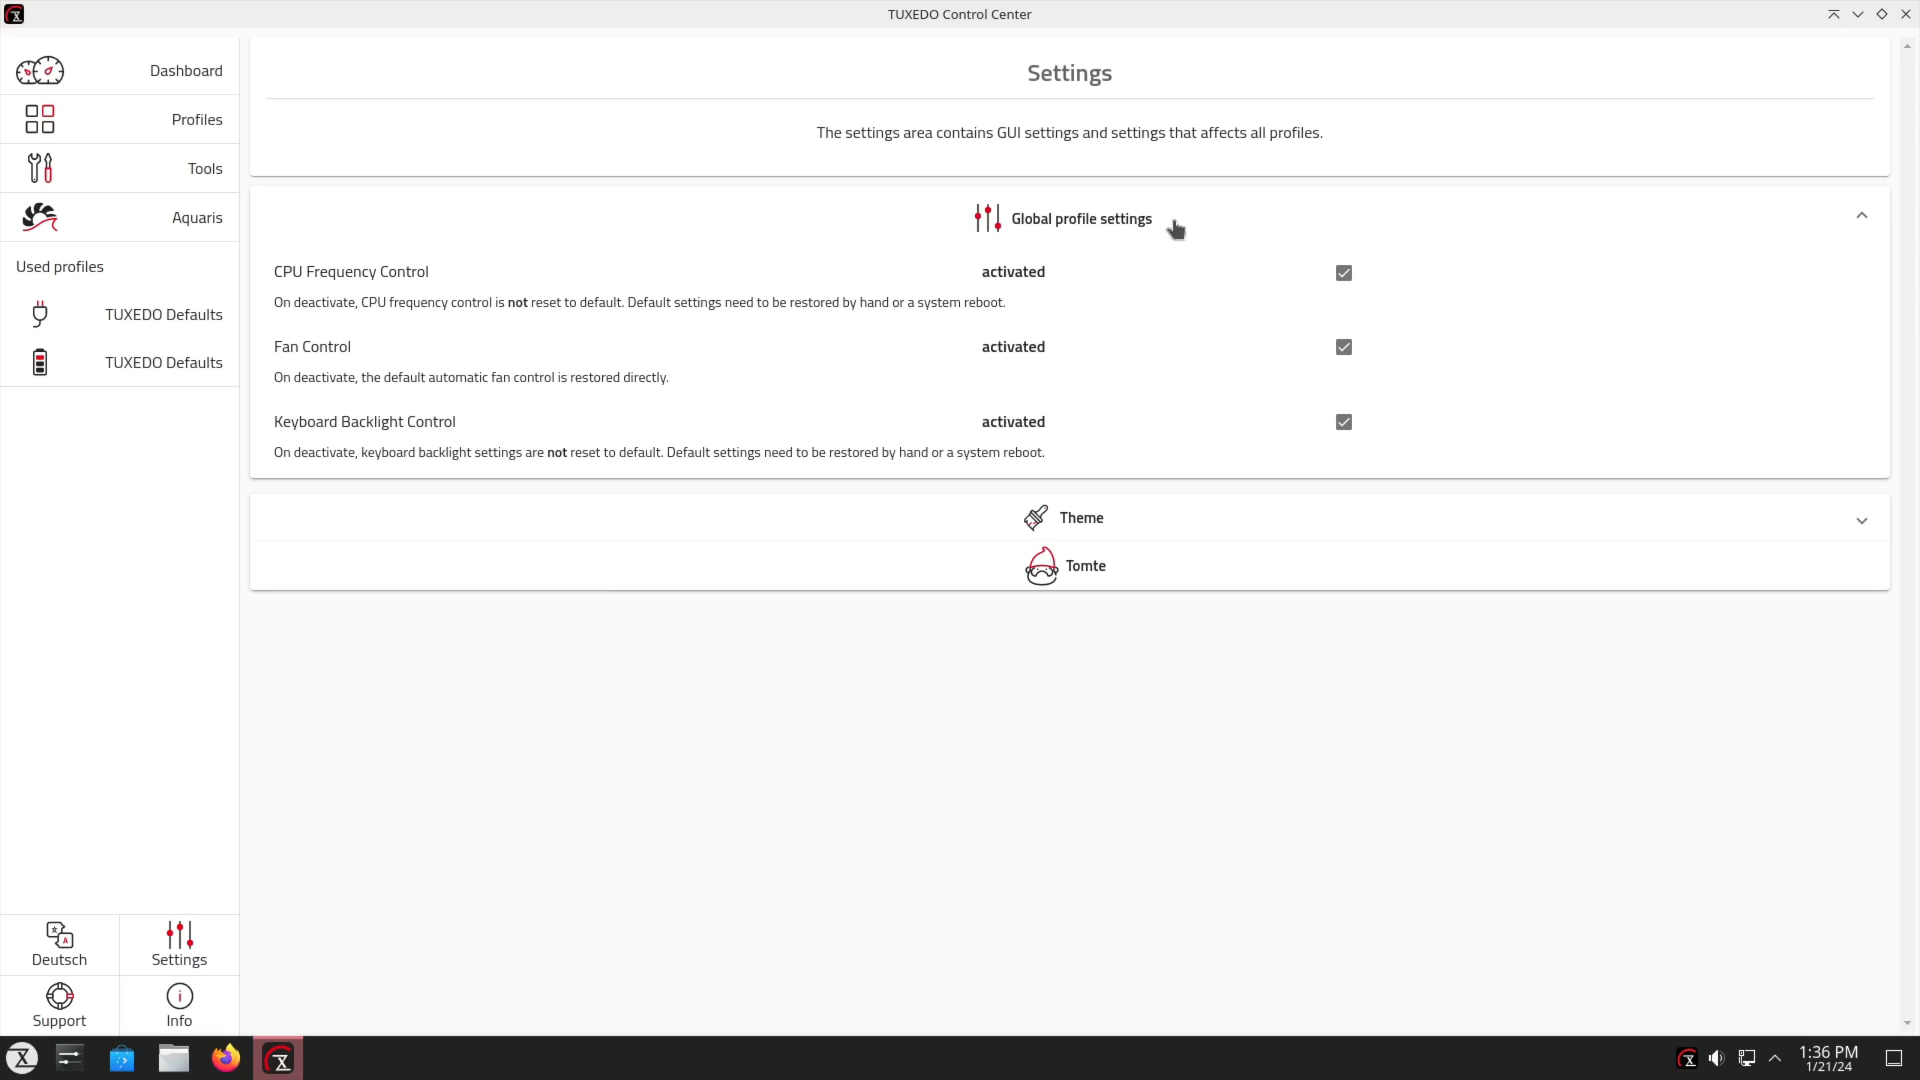 TUXEDO Control Center
Dashboard
Profiles
Tools
Aquaris
Used profiles
TUXEDO Defaults
TUXEDO Defaults
Settings
The settings area contains GUI settings and settings that affects all profiles.
Global profile settings
CPU Frequency Control activated
On deactivate, CPU frequency control is not reset to default. Default settings need to be restored by hand or a system reboot.
Fan Control activated
On deactivate, the default automatic fan control is restored directly.
Keyboard Backlight Control activated
On deactivate, keyboard backlight settings are not reset to default. Default settings need to be restored by hand or a system reboot.
Theme
Tomte
Deutsch
Settings
Support
Info
1:36 PM
1/21/24